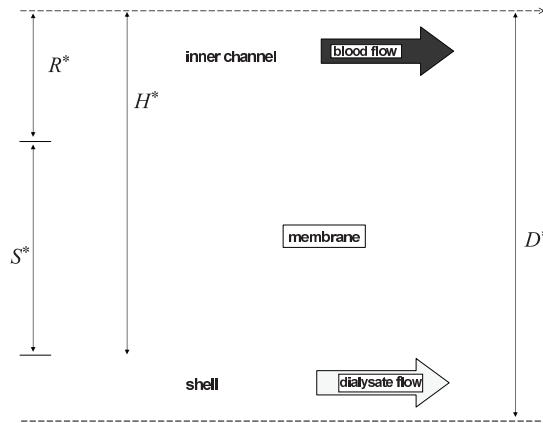 blood flow
inner channel
R*
H*
membrane
S*
D*
dialysate flow
shell